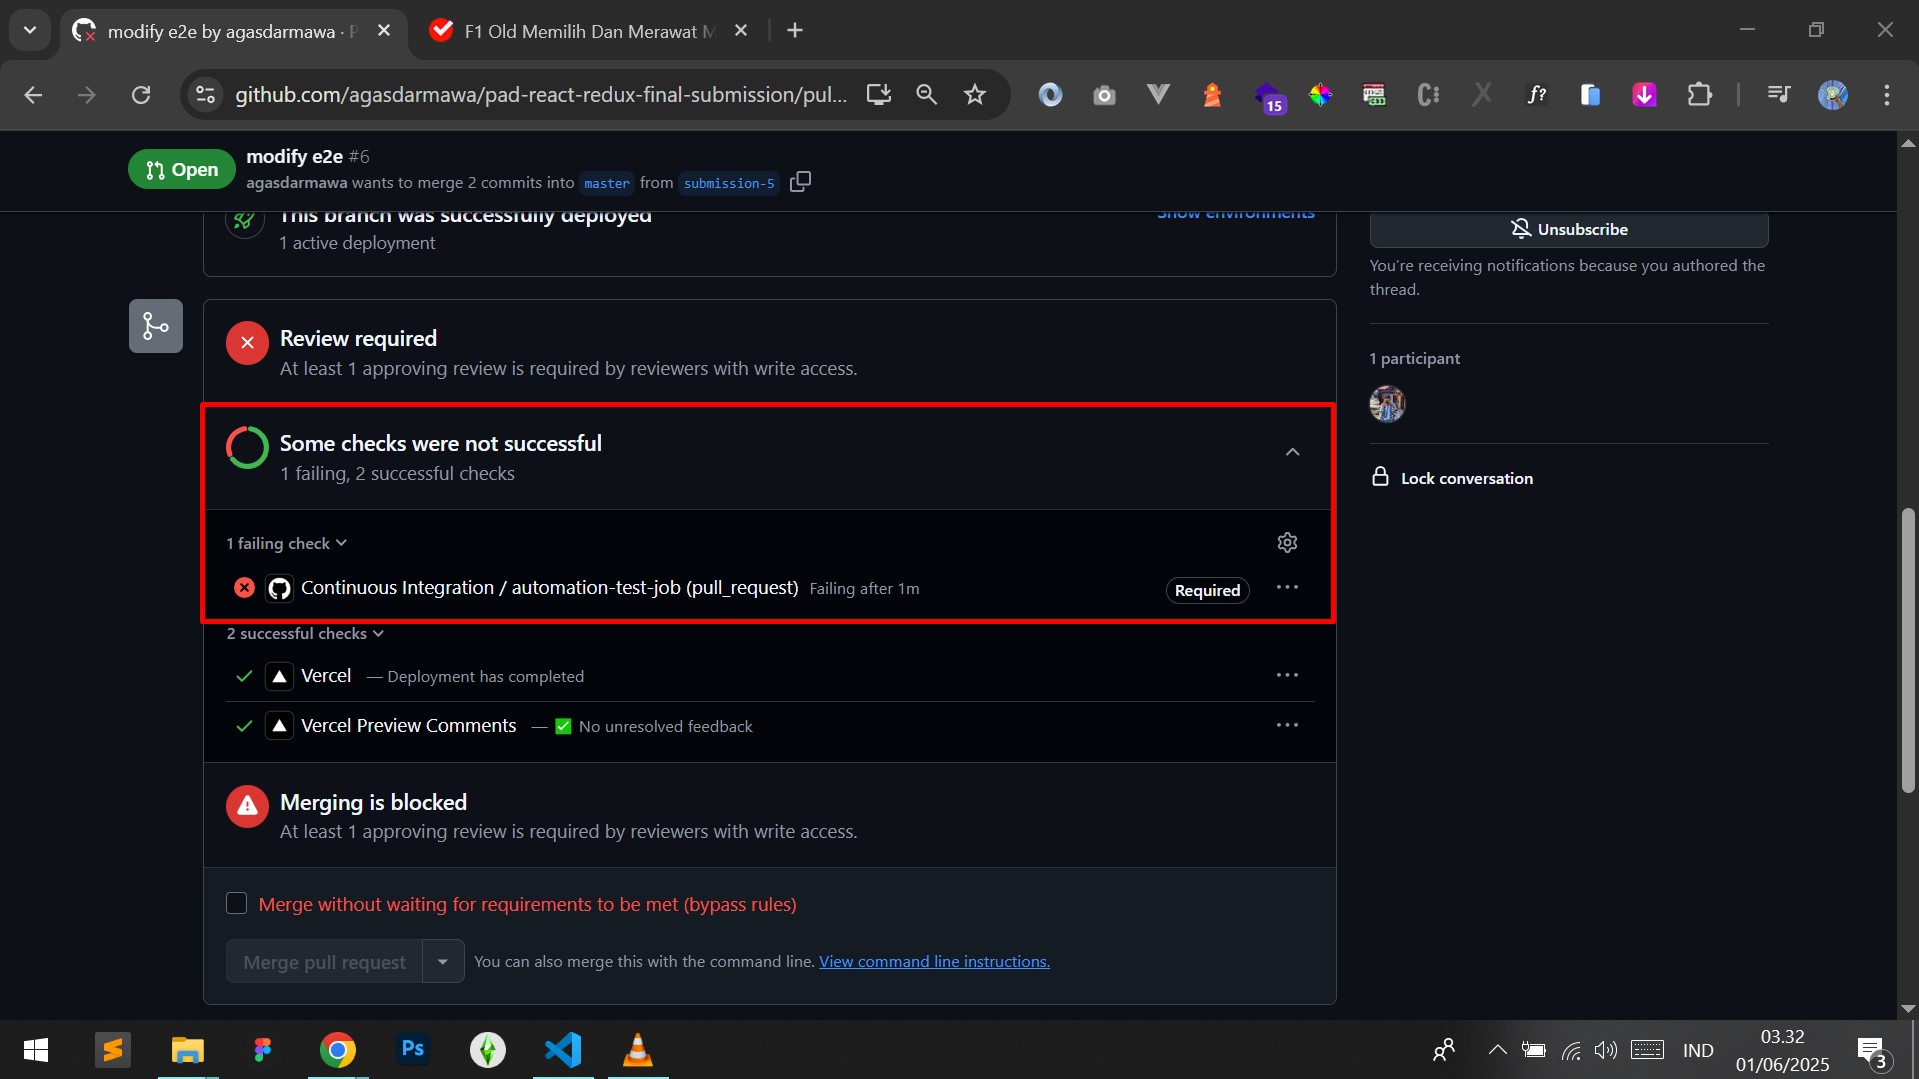 modify e2e by agasdarmawa · P
F1 Old Memilih Dan Merawat M
github.com/agasdarmawa/pad-react-redux-final-submission/pul...
15
f?
Open
modify e2e #6
agasdarmawa wants to merge 2 commits into master from submission-5
This branch was successfully deployed
Show environments
1 active deployment
Unsubscribe
You're receiving notifications because you authored the
thread.
Review required
At least 1 approving review is required by reviewers with write access.
1 participant
Some checks were not successful
1 failing, 2 successful checks
Lock conversation
1 failing check
Continuous Integration / automation-test-job (pull_request) Failing after 1m
Required
2 successful checks
Vercel — Deployment has completed
Vercel Preview Comments — ✅ No unresolved feedback
Merging is blocked
At least 1 approving review is required by reviewers with write access.
Merge without waiting for requirements to be met (bypass rules)
Merge pull request
You can also merge this with the command line. View command line instructions.
Ps
IND
03.32
01/06/2025
3